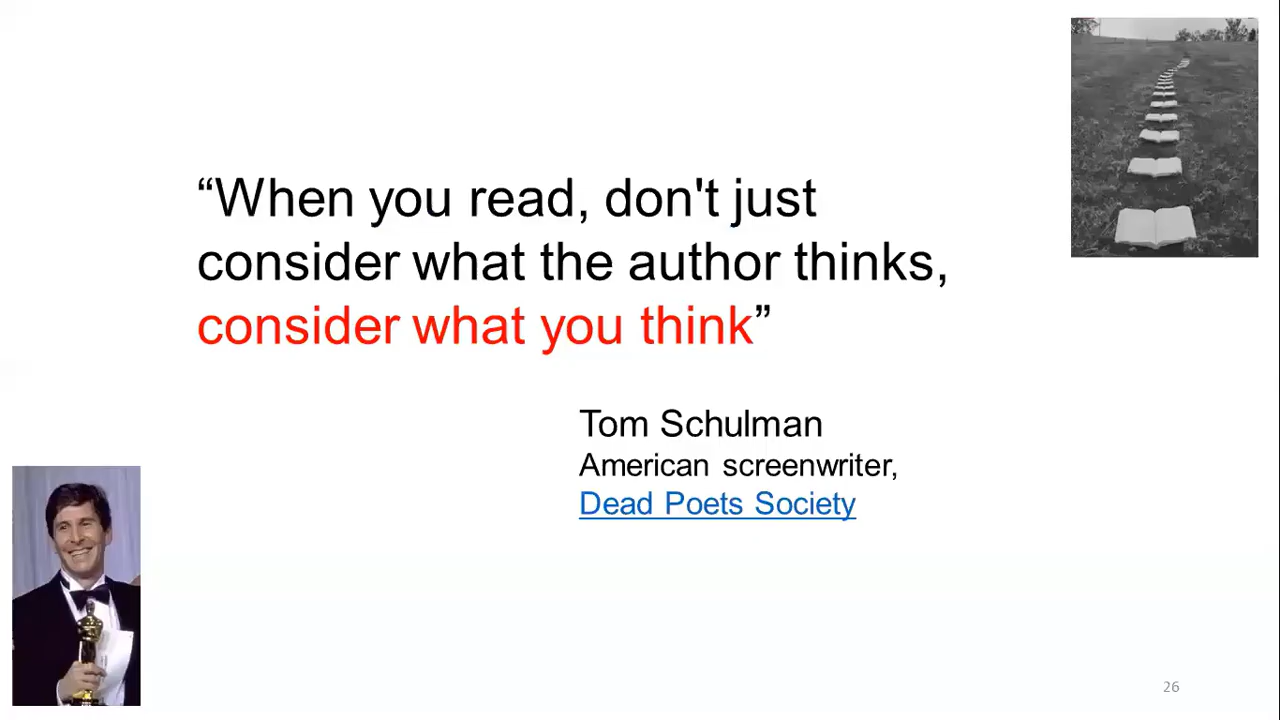 “When you read, don't just
consider what the author thinks,
consider what you think”
Tom Schulman
American screenwriter,
Dead Poets Society
26